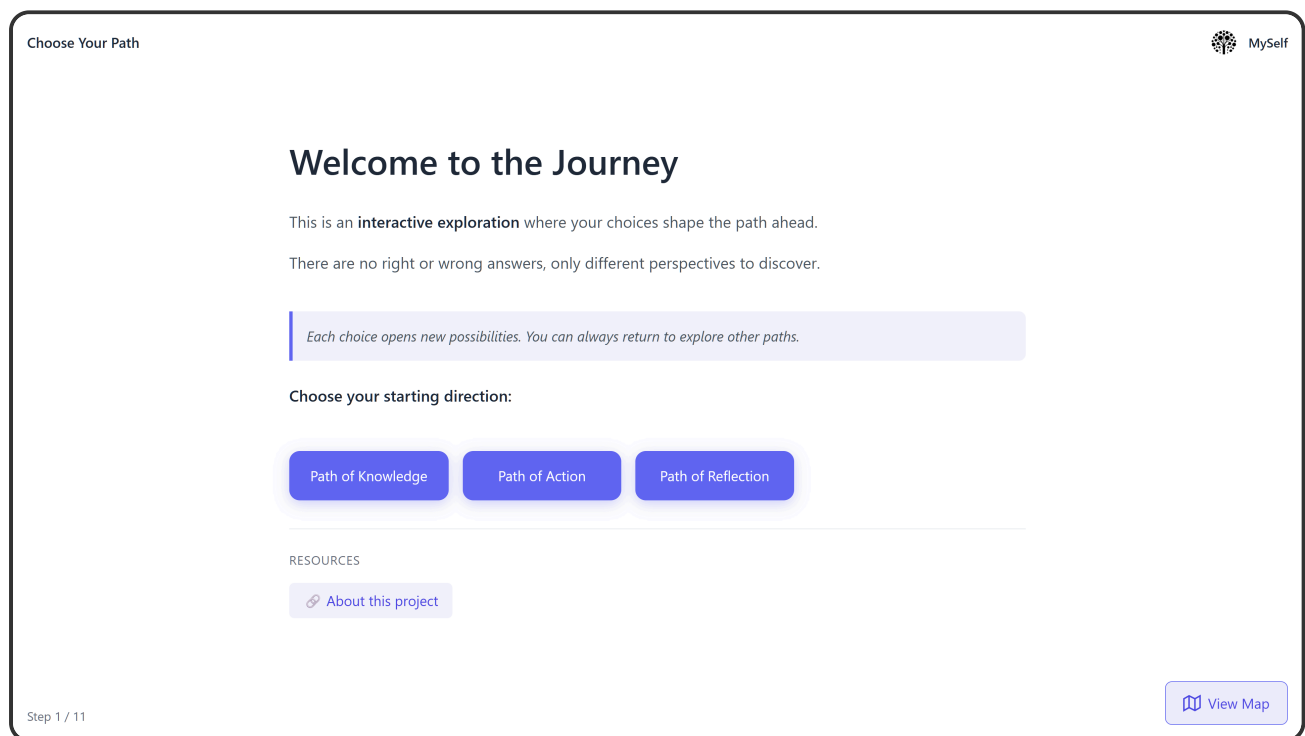 Choose Your Path
MySelf
Welcome to the Journey
This is an interactive exploration where your choices shape the path ahead.
There are no right or wrong answers, only different perspectives to discover.
Each choice opens new possibilities. You can always return to explore other paths.
Choose your starting direction:
Path of Knowledge
Path of Action
Path of Reflection
RESOURCES
About this project
View Map
Step 1 / 11